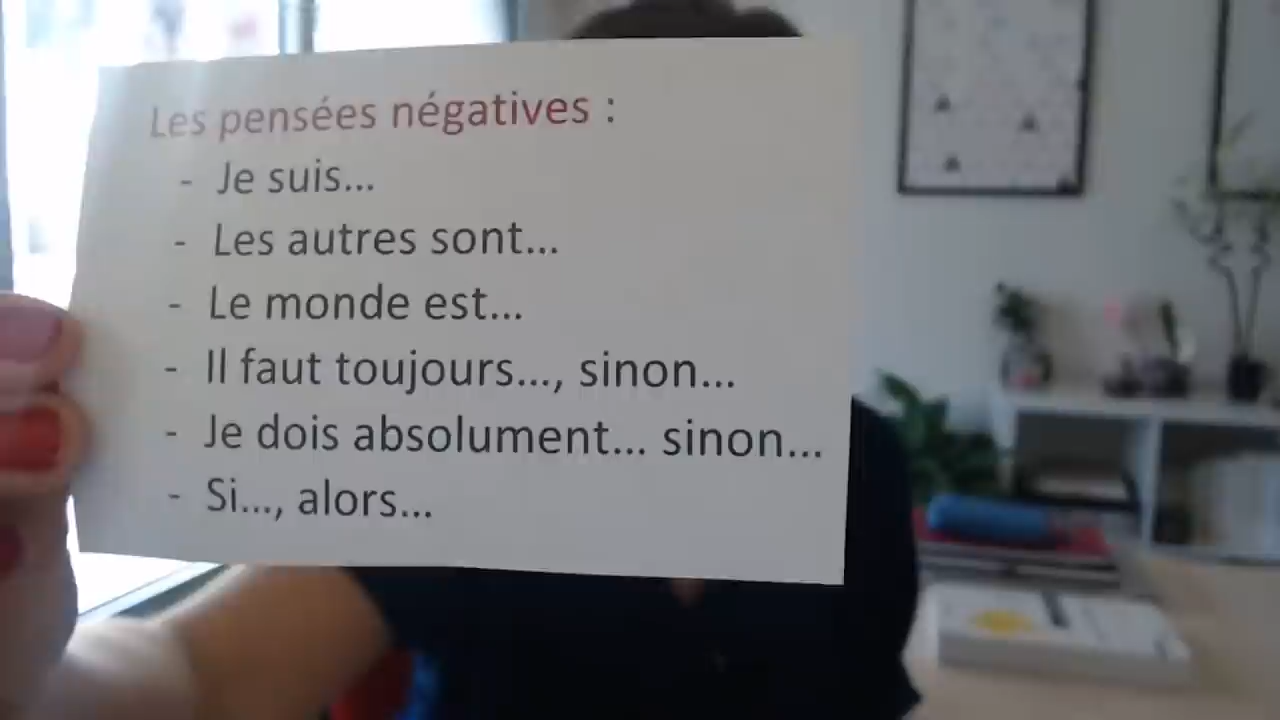 Les pensées négatives :
- Je suis...
- Les autres sont...
- Le monde est...
- Il faut toujours..., sinon...
- Je dois absolument... sinon...
- Si..., alors...